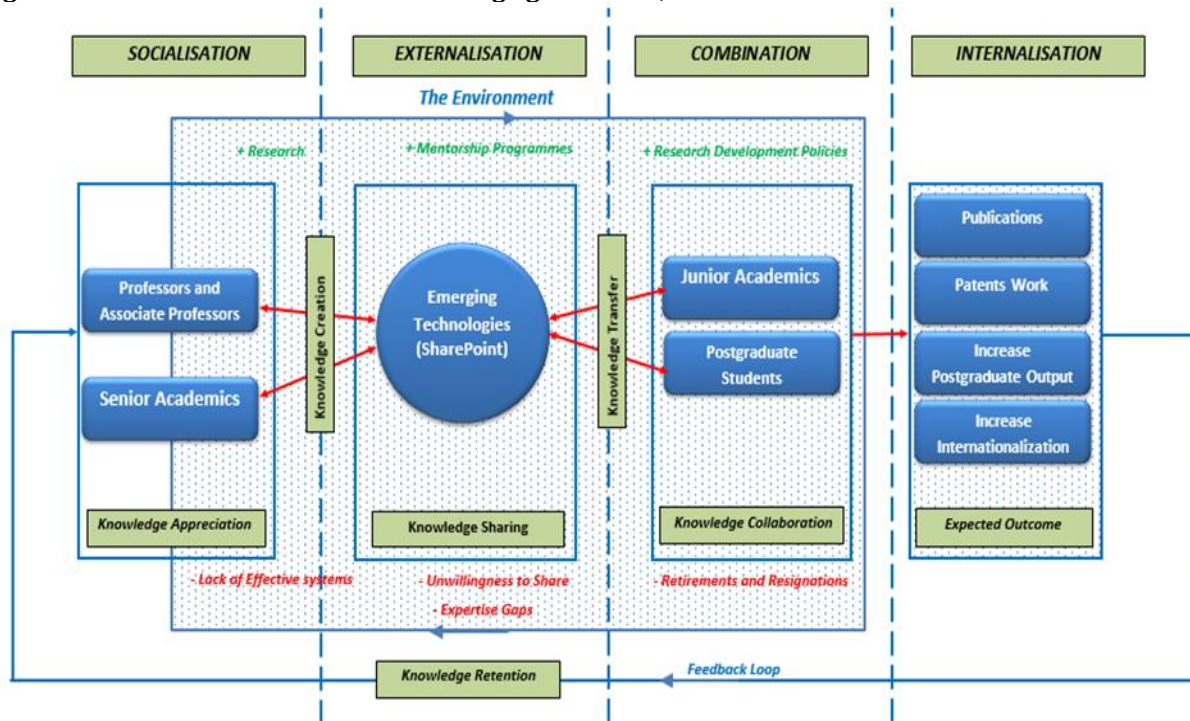 SOCIALISATION
EXTERNALISATION
COMBINATION
INTERNALISATION
The Environment
+ Research
+ Mentorship Programmes
+ Research Development Policies
Professors and
Associate Professors
Senior Academics
Knowledge Appreciation
Knowledge Creation
Emerging
Technologies
(SharePoint)
Knowledge Sharing
Knowledge Transfer
Junior Academics
Postgraduate
Students
Knowledge Collaboration
Publications
Patents Work
Increase
Postgraduate Output
Increase
Internationalization
Expected Outcome
- Lack of Effective systems
- Unwillingness to Share
- Expertise Gaps
- Retirements and Resignations
Knowledge Retention
Feedback Loop